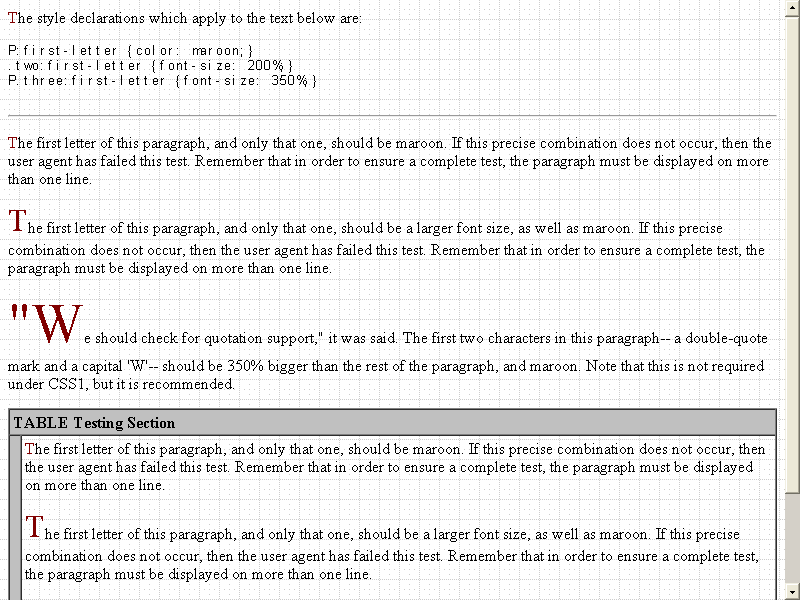 The style declarations which apply to the text below are:
P:first-letter {color: maroon;}
.two:first-letter {font-size: 200%;}
P.three:first-letter {font-size: 350%;}
The first letter of this paragraph, and only that one, should be maroon. If this precise combination does not occur, then the
user agent has failed this test. Remember that in order to ensure a complete test, the paragraph must be displayed on more
than one line.
The first letter of this paragraph, and only that one, should be a larger font size, as well as maroon. If this precise
combination does not occur, then the user agent has failed this test. Remember that in order to ensure a complete test, the
paragraph must be displayed on more than one line.
"We should check for quotation support," it was said. The first two characters in this paragraph-- a double-quote
mark and a capital 'W'-- should be 350% bigger than the rest of the paragraph, and maroon. Note that this is not required
under CSS1, but it is recommended.
TABLE Testing Section
The first letter of this paragraph, and only that one, should be maroon. If this precise combination does not occur, then
the user agent has failed this test. Remember that in order to ensure a complete test, the paragraph must be displayed
on more than one line.
The first letter of this paragraph, and only that one, should be a larger font size, as well as maroon. If this precise
combination does not occur, then the user agent has failed this test. Remember that in order to ensure a complete test,
the paragraph must be displayed on more than one line.